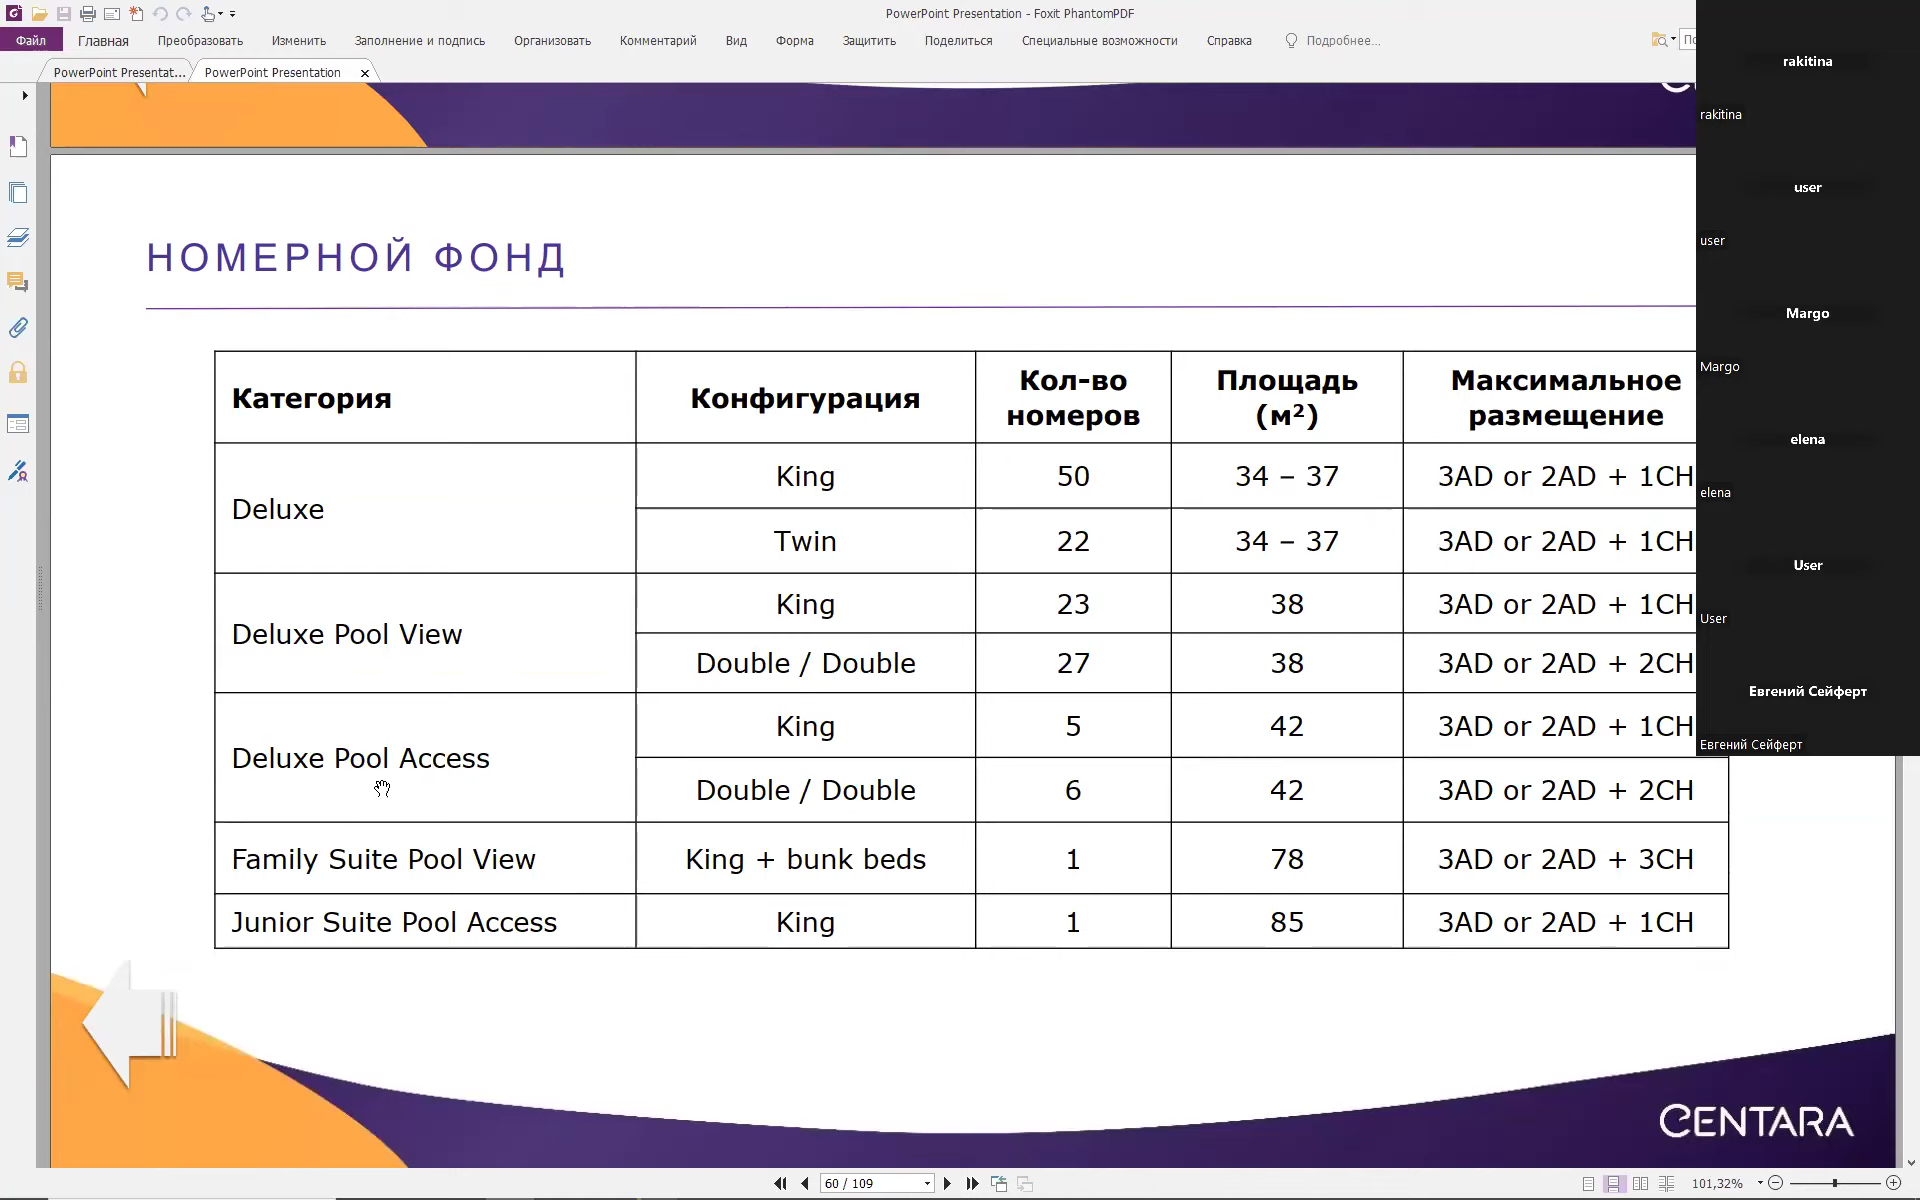 PowerPoint Presentation - Foxit PhantomPDF
Файл Главная Преобразовать Изменить Заполнение и подпись Организовать Комментарий Вид Форма Защитить Поделиться Специальные возможности Справка Подробнее...
PowerPoint Presentat... PowerPoint Presentation
НОМЕРНОЙ ФОНД
Категория Конфигурация Кол-во номеров Площадь (м²) Максимальное размещение
Deluxe King 50 34 – 37 3AD or 2AD + 1CH
Twin 22 34 – 37 3AD or 2AD + 1CH
Deluxe Pool View King 23 38 3AD or 2AD + 1CH
Double / Double 27 38 3AD or 2AD + 2CH
Deluxe Pool Access King 5 42 3AD or 2AD + 1CH
Double / Double 6 42 3AD or 2AD + 2CH
Family Suite Pool View King + bunk beds 1 78 3AD or 2AD + 3CH
Junior Suite Pool Access King 1 85 3AD or 2AD + 1CH
CENTARA
rakitina
rakitina
user
user
Margo
Margo
elena
elena
User
User
Евгений Сейферт
Евгений Сейферт
60 / 109
101,32%